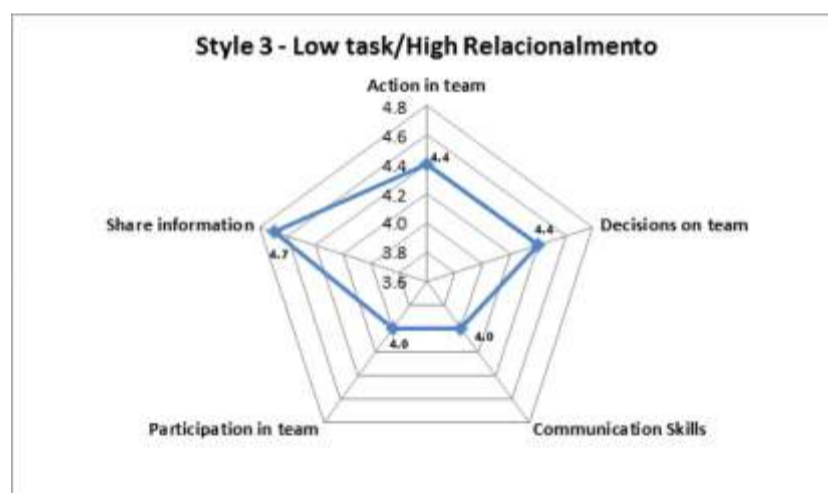 Style 3 - Low task/High Relacionalmento
Action in team
4.8
4.6
4.4
4.2
4.0
3.8
3.6
4.4
4.4
Share information
Decisions on team
4.7
4.0
4.0
Participation in team
Communication Skills